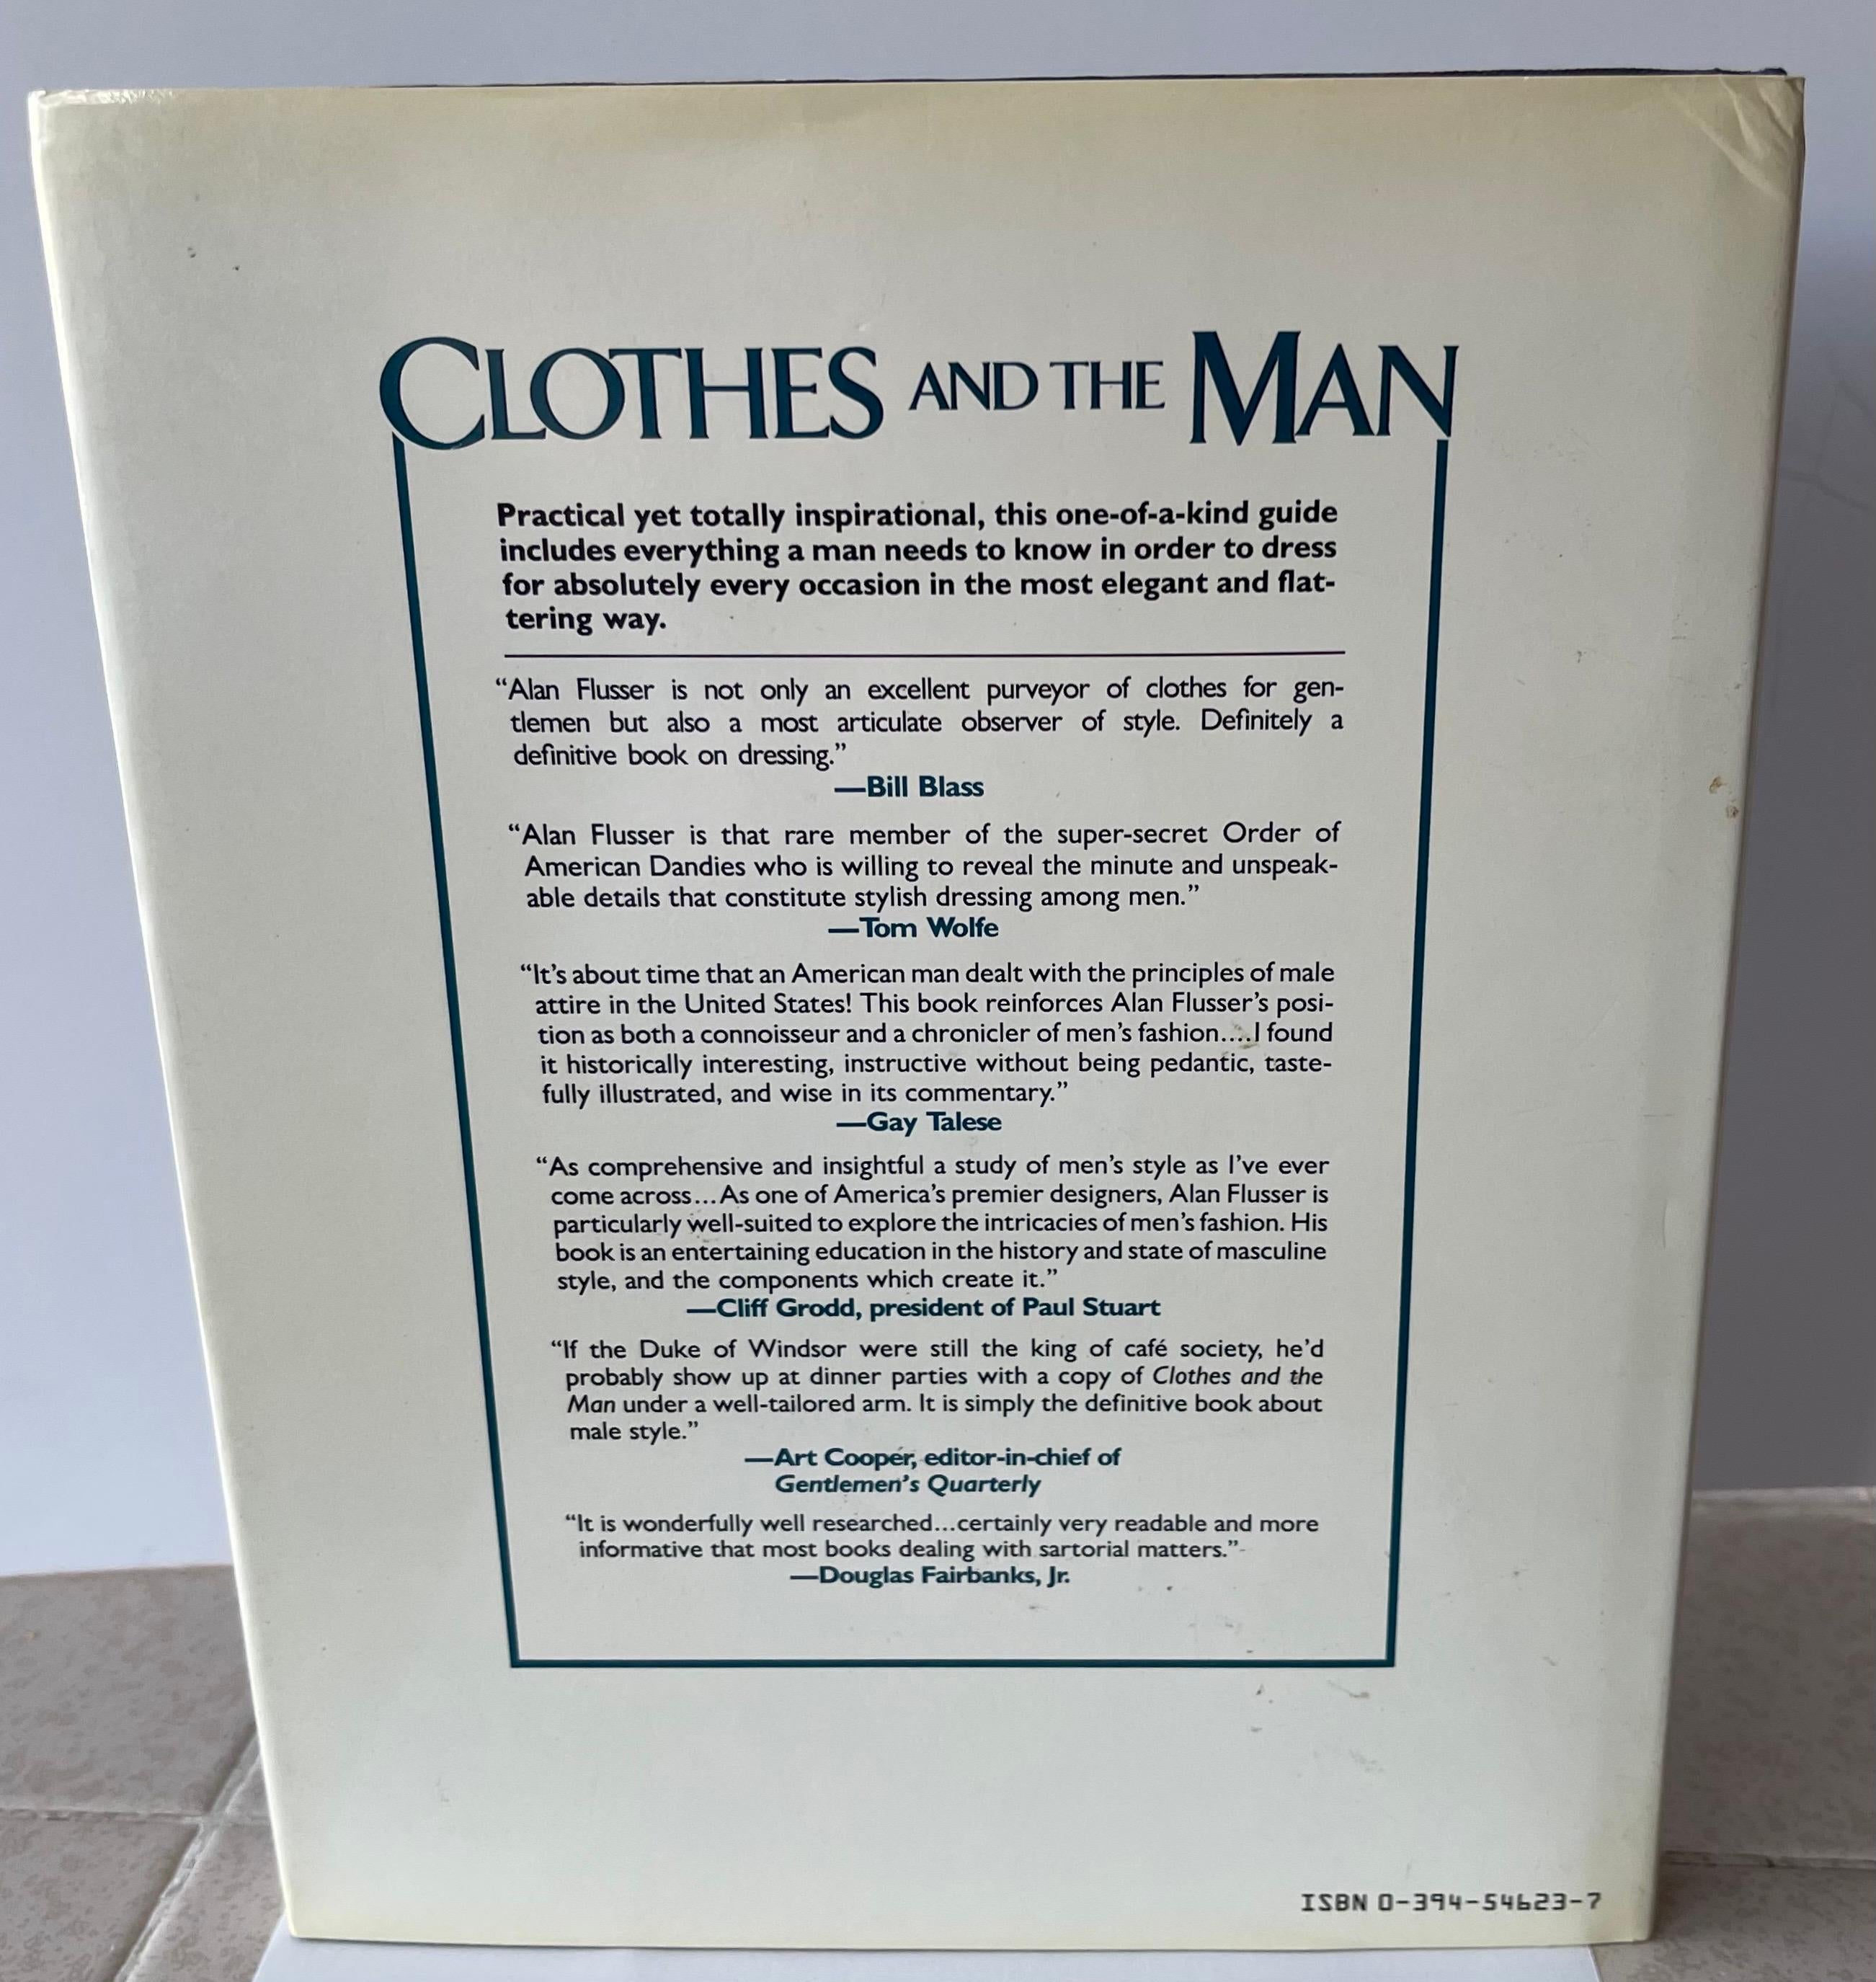 CLOTHES AND THE MAN
Practical yet totally inspirational, this one-of-a-kind guide
includes everything a man needs to know in order to dress
for absolutely every occasion in the most elegant and flat-
tering way.
“Alan Flusser is not only an excellent purveyor of clothes for gen-
tlemen but also a most articulate observer of style. Definitely a
definitive book on dressing.”
—Bill Blass
“Alan Flusser is that rare member of the super-secret Order of
American Dandies who is willing to reveal the minute and unspeak-
able details that constitute stylish dressing among men.”
—Tom Wolfe
“It’s about time that an American man dealt with the principles of male
attire in the United States! This book reinforces Alan Flusser’s posi-
tion as both a connoisseur and a chronicler of men’s fashion....I found
it historically interesting, instructive without being pedantic, taste-
fully illustrated, and wise in its commentary.”
—Gay Talese
“As comprehensive and insightful a study of men’s style as I’ve ever
come across...As one of America’s premier designers, Alan Flusser is
particularly well-suited to explore the intricacies of men’s fashion. His
book is an entertaining education in the history and state of masculine
style, and the components which create it.”
—Cliff Grodd, president of Paul Stuart
“If the Duke of Windsor were still the king of café society, he’d
probably show up at dinner parties with a copy of Clothes and the
Man under a well-tailored arm. It is simply the definitive book about
male style.”
—Art Cooper, editor-in-chief of
Gentlemen’s Quarterly
“It is wonderfully well researched...certainly very readable and more
informative that most books dealing with sartorial matters.”
—Douglas Fairbanks, Jr.
ISBN 0-394-54623-7